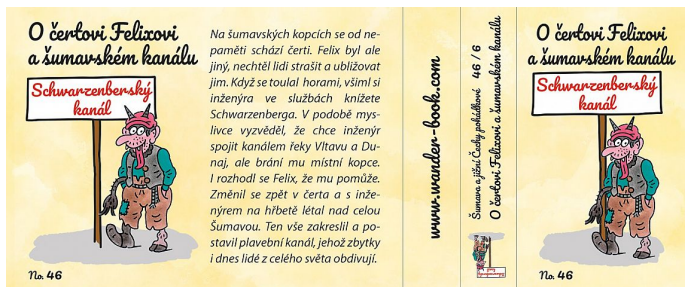 O čertovi Felixovi
a šumavském kanálu
Schwarzenberský
kanál
No. 46
Na šumavských kopcích se od ne-
paměti schází čerti. Felix byl ale
jiný, nechtěl lidi strašit a ubližovat
jim. Když se toulal horami, všiml si
inženýra ve službách knížete
Schwarzenberga. V podobě mys-
livce vyzvěděl, že chce inženýr
spojit kanálem řeky Vltavu a Du-
naj, ale brání mu místní kopce.
I rozhodl se Felix, že mu pomůže.
Změnil se zpět v čerta a s inže-
nýrem na hřbetě létal nad celou
Šumavou. Ten vše zakreslil a po-
stavil plavební kanál, jehož zbytky
i dnes lidé z celého světa obdivují.
www.wander-book.com
Šumava a jižní Čechy pohádkové 46 / 6
O čertovi Felixovi a šumavském kanálu
O čertovi Felixovi
a šumavském kanálu
Schwarzenberský
kanál
No. 46